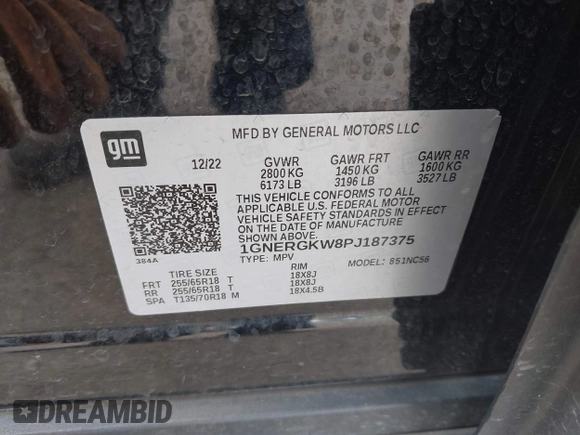 gm
MFD BY GENERAL MOTORS LLC
12/22 GVWR GAWR FRT GAWR RR
2800 KG 1450 KG 1600 KG
6173 LB 3196 LB 3527 LB
THIS VEHICLE CONFORMS TO ALL
APPLICABLE U.S. FEDERAL MOTOR
VEHICLE SAFETY STANDARDS IN EFFECT
ON THE DATE OF MANUFACTURE
SHOWN ABOVE.
1GNERGKW8PJ187375
TYPE: MPV MODEL: 851NC56
384A
TIRE SIZE RIM
FRT 255/65R18 T 18X8J
RR 255/65R18 T 18X8J
SPA T135/70R18 M 18X4.5B
DREAMBID